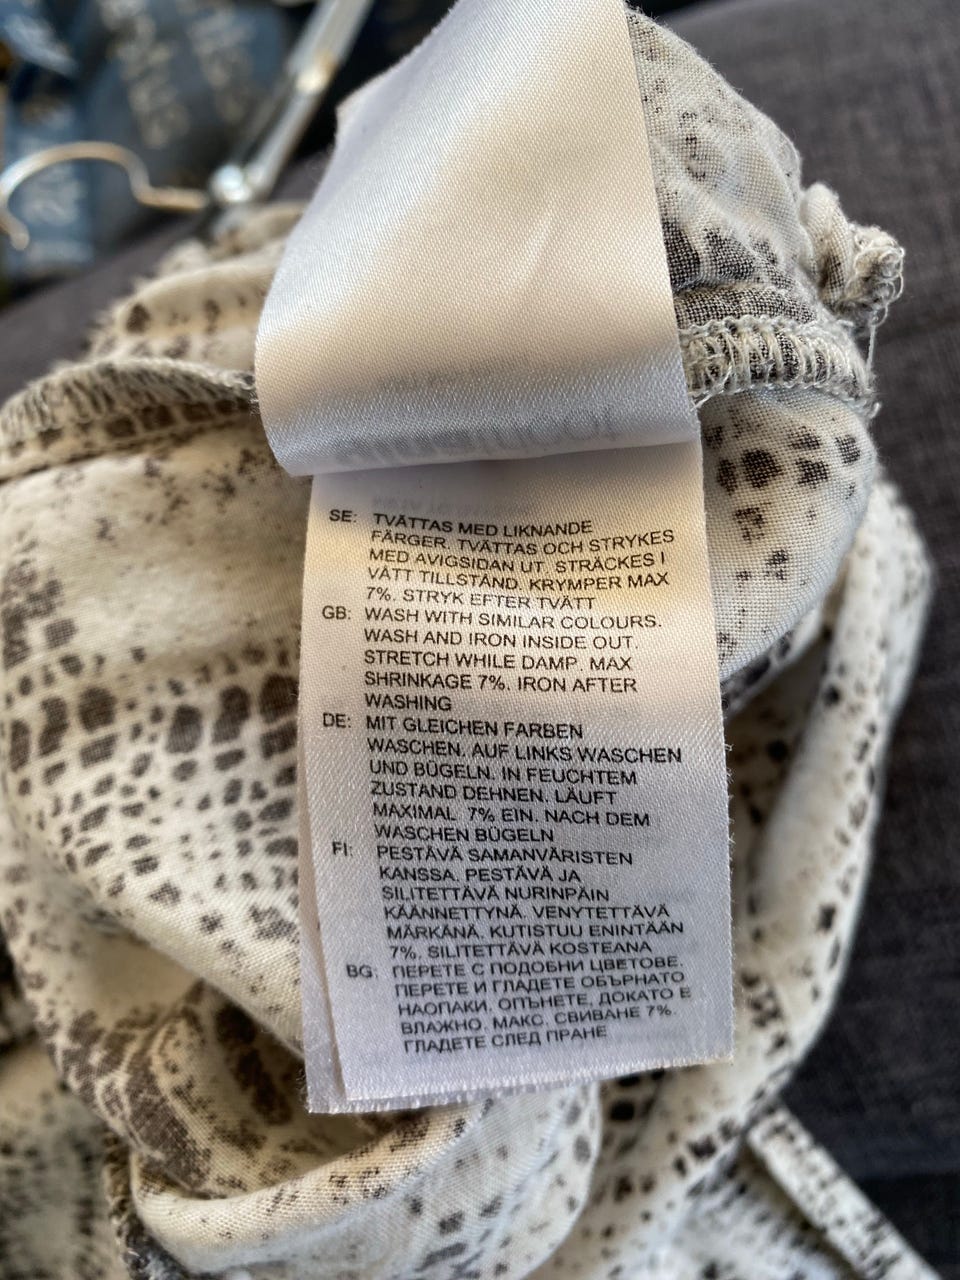 SE: TVÄTTAS MED LIKNANDE
FÄRGER. TVÄTTAS OCH STRYKES
MED AVIGSIDAN UT. STRÄCKES I
VÅTT TILLSTÅND. KRYMPER MAX
7%. STRYK EFTER TVÄTT
GB: WASH WITH SIMILAR COLOURS.
WASH AND IRON INSIDE OUT.
STRETCH WHILE DAMP. MAX
SHRINKAGE 7%. IRON AFTER
WASHING
DE: MIT GLEICHEN FARBEN
WASCHEN. AUF LINKS WASCHEN
UND BÜGELN. IN FEUCHTEM
ZUSTAND DEHNEN. LÄUFT
MAXIMAL 7% EIN. NACH DEM
WASCHEN BÜGELN
FI: PESTÄVÄ SAMANVÄRISTEN
KANSSA. PESTÄVÄ JA
SILITETTÄVÄ NURINPÄIN
KÄÄNNETTYNÄ. VENYTETTÄVÄ
MÄRKÄNÄ. KUTISTUU ENINTÄÄN
7%. SILITETTÄVÄ KOSTEANA
BG: ПЕРЕТЕ С ПОДОБНИ ЦВЕТОВЕ.
ПЕРЕТЕ И ГЛАДЕТЕ ОБЪРНАТО
НАОПАКИ. ОПЪНЕТЕ, ДОКАТО Е
ВЛАЖНО. МАКС. СВИВАНЕ 7%.
ГЛАДЕТЕ СЛЕД ПРАНЕ